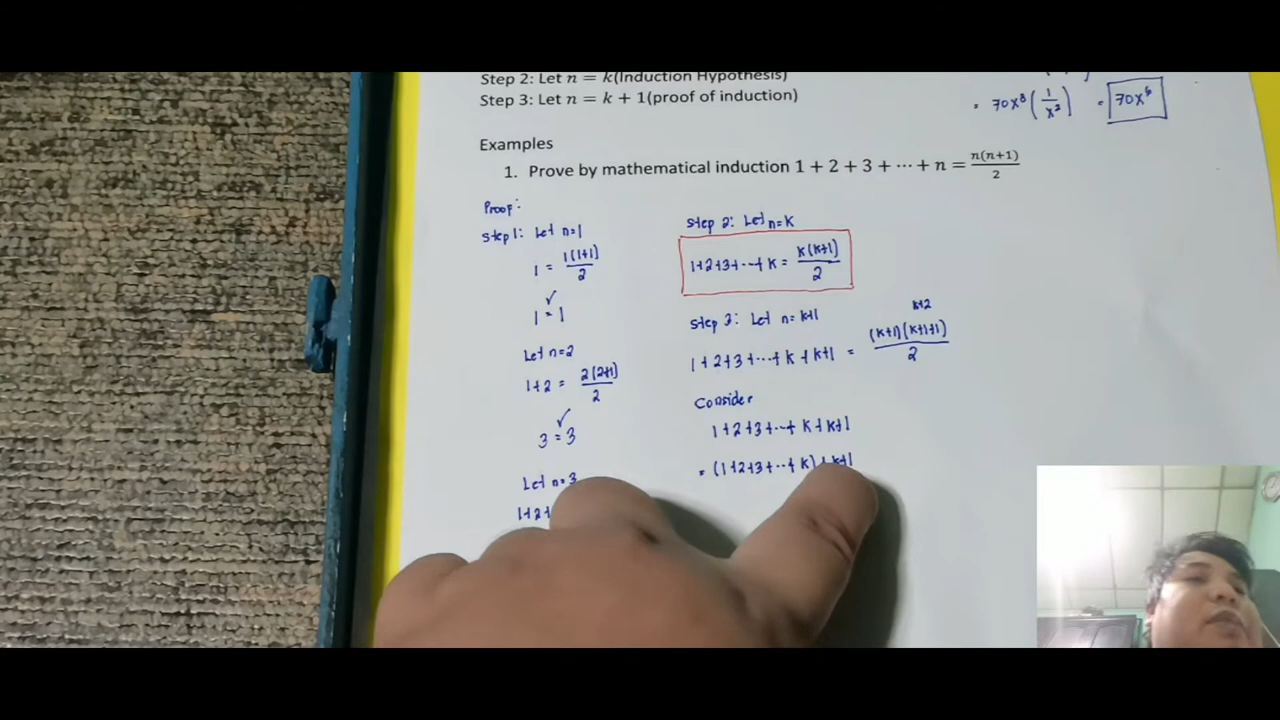 Step 2: Let n = k(Induction Hypothesis)
Step 3: Let n = k + 1(proof of induction)
= 70x⁸ (1/x²) = 70x⁶
Examples
1. Prove by mathematical induction 1 + 2 + 3 + ⋯ + n = n(n+1)/2
Proof:
Step 1: Let n=1
1 = 1(1+1)/2
✓
1 = 1
Let n=2
1+2 = 2(2+1)/2
✓
3 = 3
Let n=3
1+2+
Step 2: Let n=k
1+2+3+...+k = k(k+1)/2
Step 3: Let n=k+1
k+2
1+2+3+...+k+k+1 = (k+1)(k+1+1)/2
Consider
1+2+3+...+k+k+1
= (1+2+3+...+k)+k+1